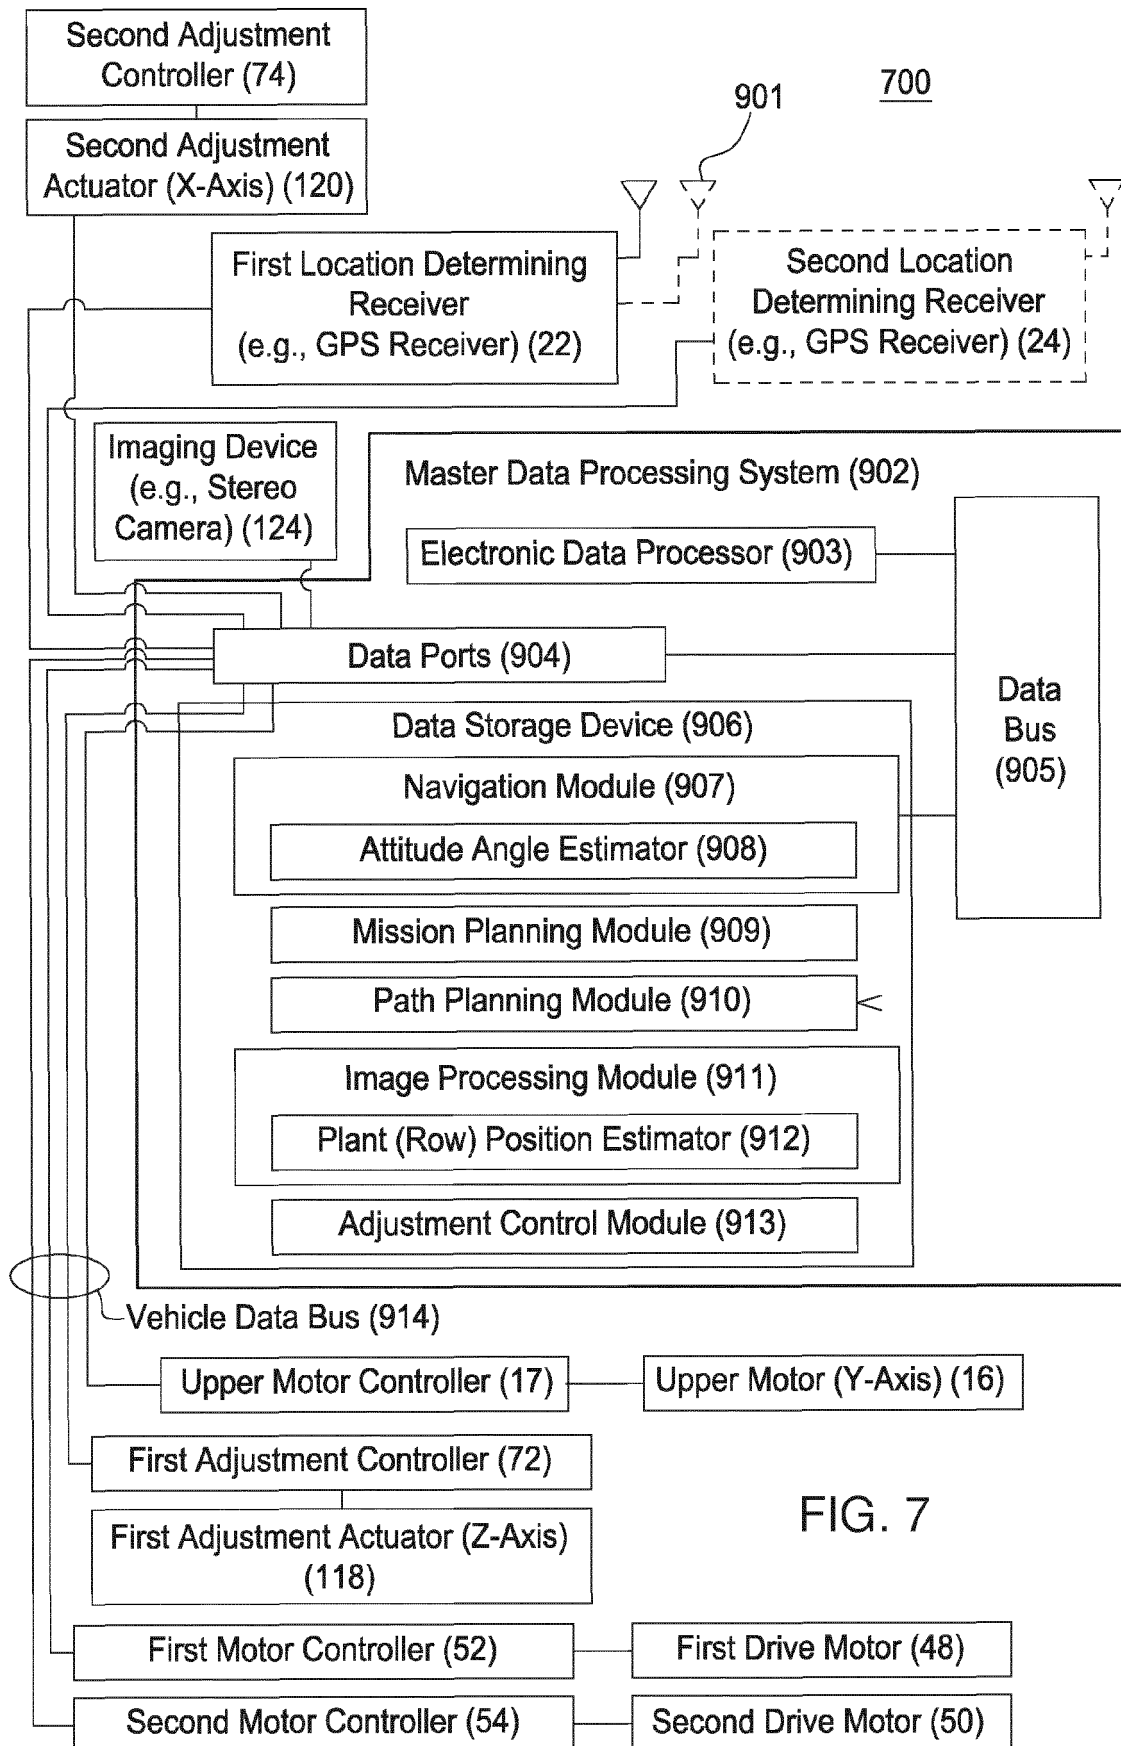 Second Adjustment
Controller (74)
700
901
Second Adjustment
Actuator (X-Axis) (120)
First Location Determining
Receiver
(e.g., GPS Receiver) (22)
Second Location
Determining Receiver
(e.g., GPS Receiver) (24)
Imaging Device
(e.g., Stereo
Camera) (124)
Master Data Processing System (902)
Electronic Data Processor (903)
Data Ports (904)
Data
Bus
(905)
Data Storage Device (906)
Navigation Module (907)
Attitude Angle Estimator (908)
Mission Planning Module (909)
Path Planning Module (910)
Image Processing Module (911)
Plant (Row) Position Estimator (912)
Adjustment Control Module (913)
Vehicle Data Bus (914)
Upper Motor Controller (17)
Upper Motor (Y-Axis) (16)
First Adjustment Controller (72)
First Adjustment Actuator (Z-Axis)
(118)
FIG. 7
First Motor Controller (52)
First Drive Motor (48)
Second Motor Controller (54)
Second Drive Motor (50)